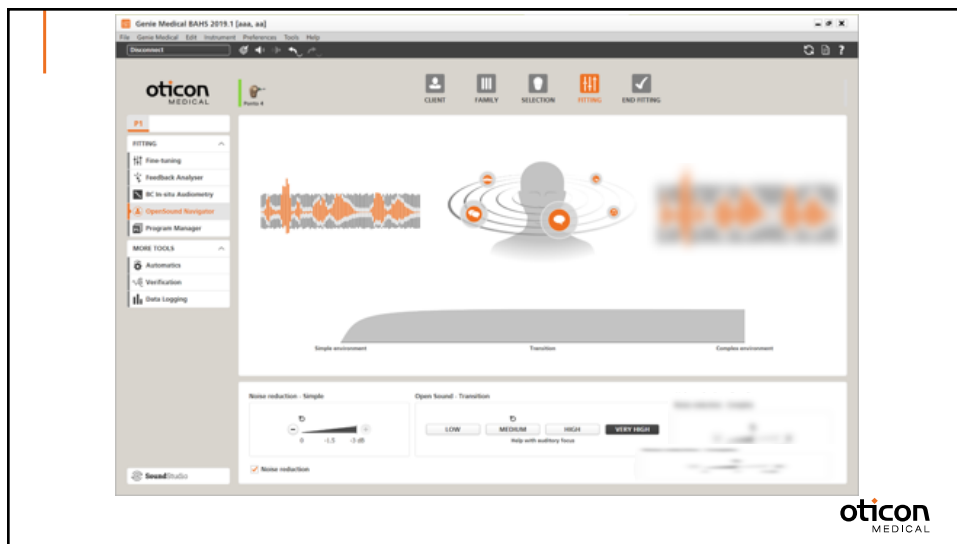 Genie Medical BAHS 2019.1 [aaa, aa]
File Genie Medical Edit Instrument Preferences Tools Help
Disconnect
?
oticon
MEDICAL
Ponto 4
CLIENT FAMILY SELECTION FITTING END FITTING
P1
FITTING
Fine-tuning
Feedback Analyser
BC In-situ Audiometry
OpenSound Navigator
Program Manager
MORE TOOLS
Automatics
Verification
Data Logging
Simple environment Transition Complex environment
Noise reduction - Simple Open Sound - Transition
LOW MEDIUM HIGH VERY HIGH
0 -1.5 -3 dB Help with auditory focus
Noise reduction
SoundStudio
oticon
MEDICAL